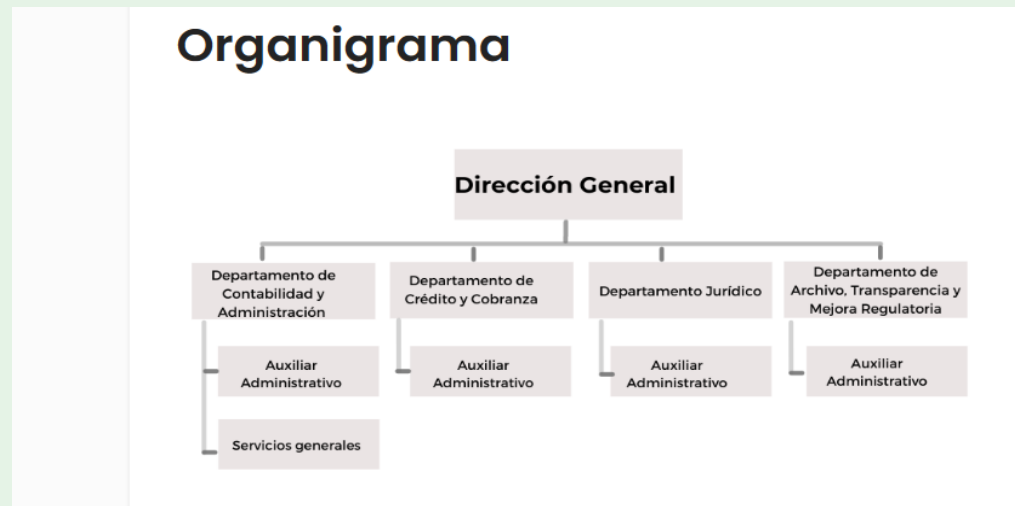 Organigrama
Dirección General
Departamento de
Contabilidad y
Administración
Departamento de
Crédito y Cobranza
Departamento Jurídico
Departamento de
Archivo, Transparencia y
Mejora Regulatoria
Auxiliar
Administrativo
Auxiliar
Administrativo
Auxiliar
Administrativo
Auxiliar
Administrativo
Servicios generales